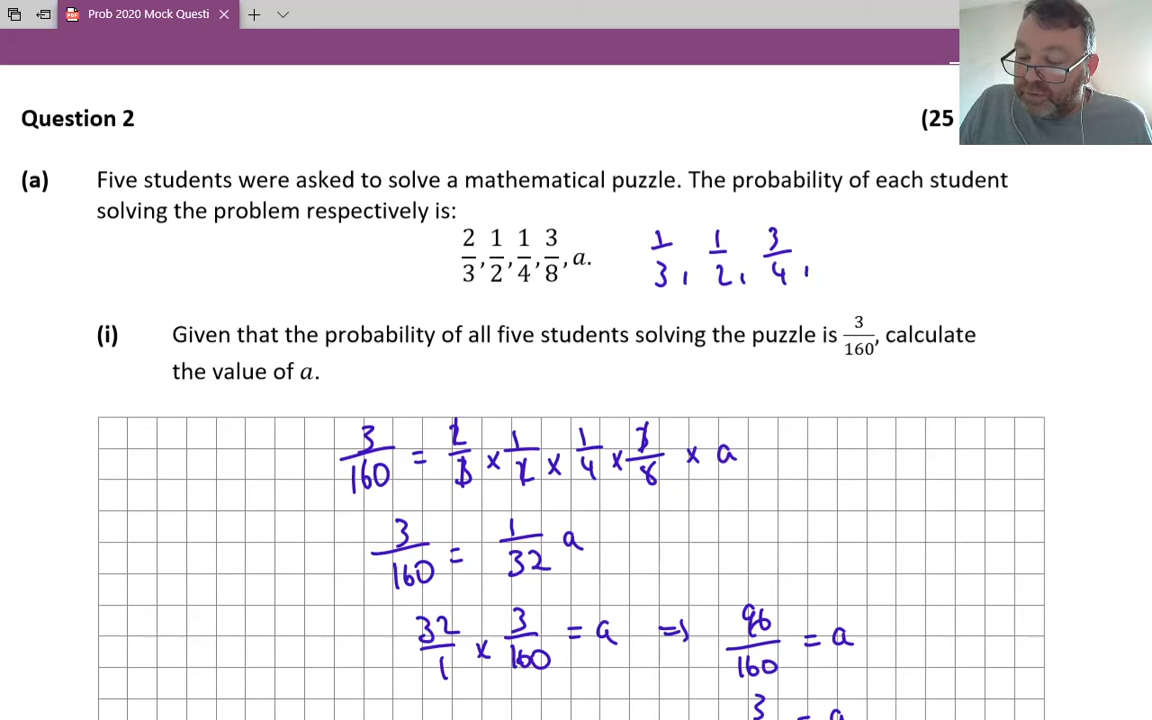 Prob 2020 Mock Questi
Question 2 (25
(a) Five students were asked to solve a mathematical puzzle. The probability of each student
solving the problem respectively is:
2/3, 1/2, 1/4, 3/8, a. 1/3, 1/2, 3/4,
(i) Given that the probability of all five students solving the puzzle is 3/160, calculate
the value of a.
3/160 = 2/3 × 1/2 × 1/4 × 3/8 × a
3/160 = 1/32 a
32/1 × 3/160 = a ⇒ 96/160 = a
3 = a